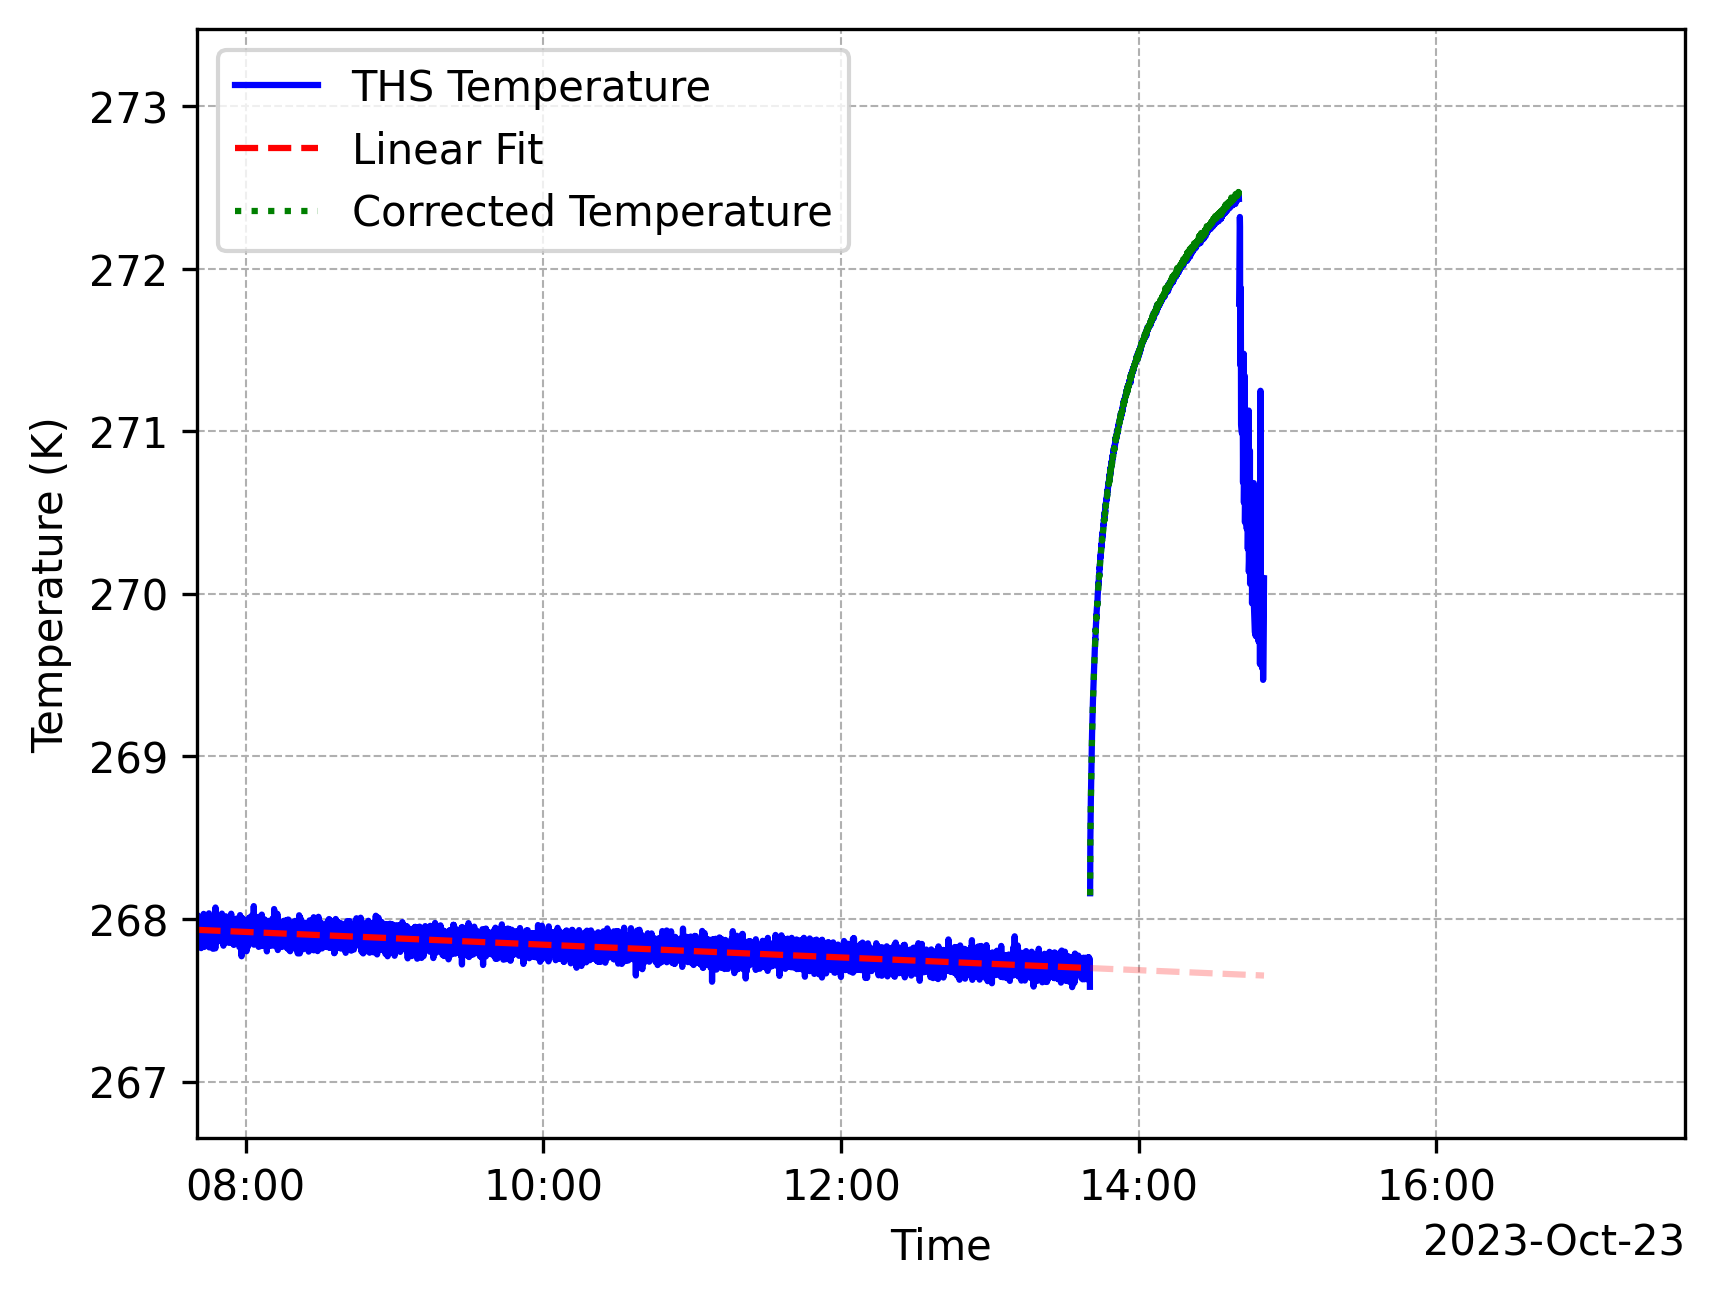 THS Temperature
Linear Fit
Corrected Temperature
273
272
271
270
269
268
267
Temperature (K)
08:00 10:00 12:00 14:00 16:00
Time
2023-Oct-23